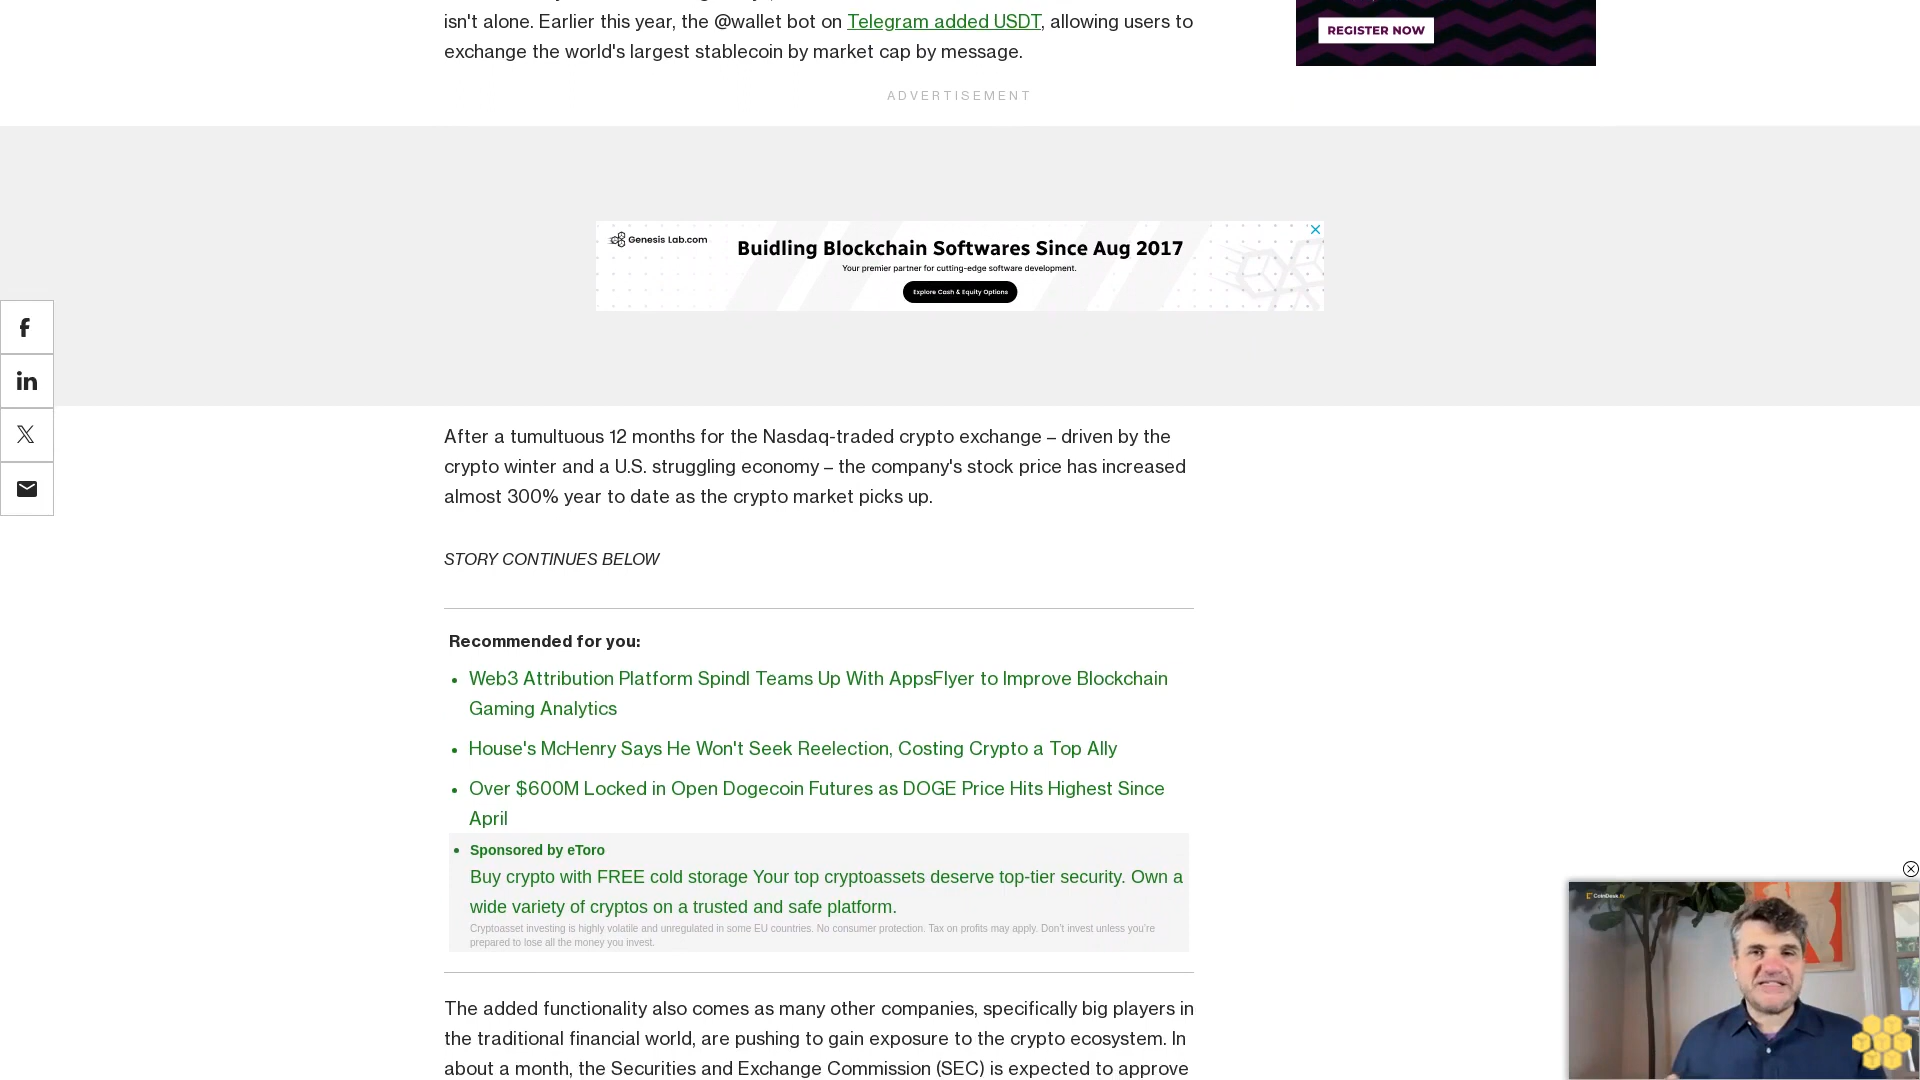 isn't alone. Earlier this year, the @wallet bot on Telegram added USDT, allowing users to
exchange the world's largest stablecoin by market cap by message.
REGISTER NOW
ADVERTISEMENT
Genesis Lab.com
Buidling Blockchain Softwares Since Aug 2017
Your premier partner for cutting-edge software development.
Explore Cash & Equity Options
After a tumultuous 12 months for the Nasdaq-traded crypto exchange – driven by the
crypto winter and a U.S. struggling economy – the company's stock price has increased
almost 300% year to date as the crypto market picks up.
STORY CONTINUES BELOW
Recommended for you:
• Web3 Attribution Platform Spindl Teams Up With AppsFlyer to Improve Blockchain
Gaming Analytics
• House's McHenry Says He Won't Seek Reelection, Costing Crypto a Top Ally
• Over $600M Locked in Open Dogecoin Futures as DOGE Price Hits Highest Since
April
• Sponsored by eToro
Buy crypto with FREE cold storage Your top cryptoassets deserve top-tier security. Own a
wide variety of cryptos on a trusted and safe platform.
Cryptoasset investing is highly volatile and unregulated in some EU countries. No consumer protection. Tax on profits may apply. Don't invest unless you're
prepared to lose all the money you invest.
The added functionality also comes as many other companies, specifically big players in
the traditional financial world, are pushing to gain exposure to the crypto ecosystem. In
about a month, the Securities and Exchange Commission (SEC) is expected to approve
CoinDesk